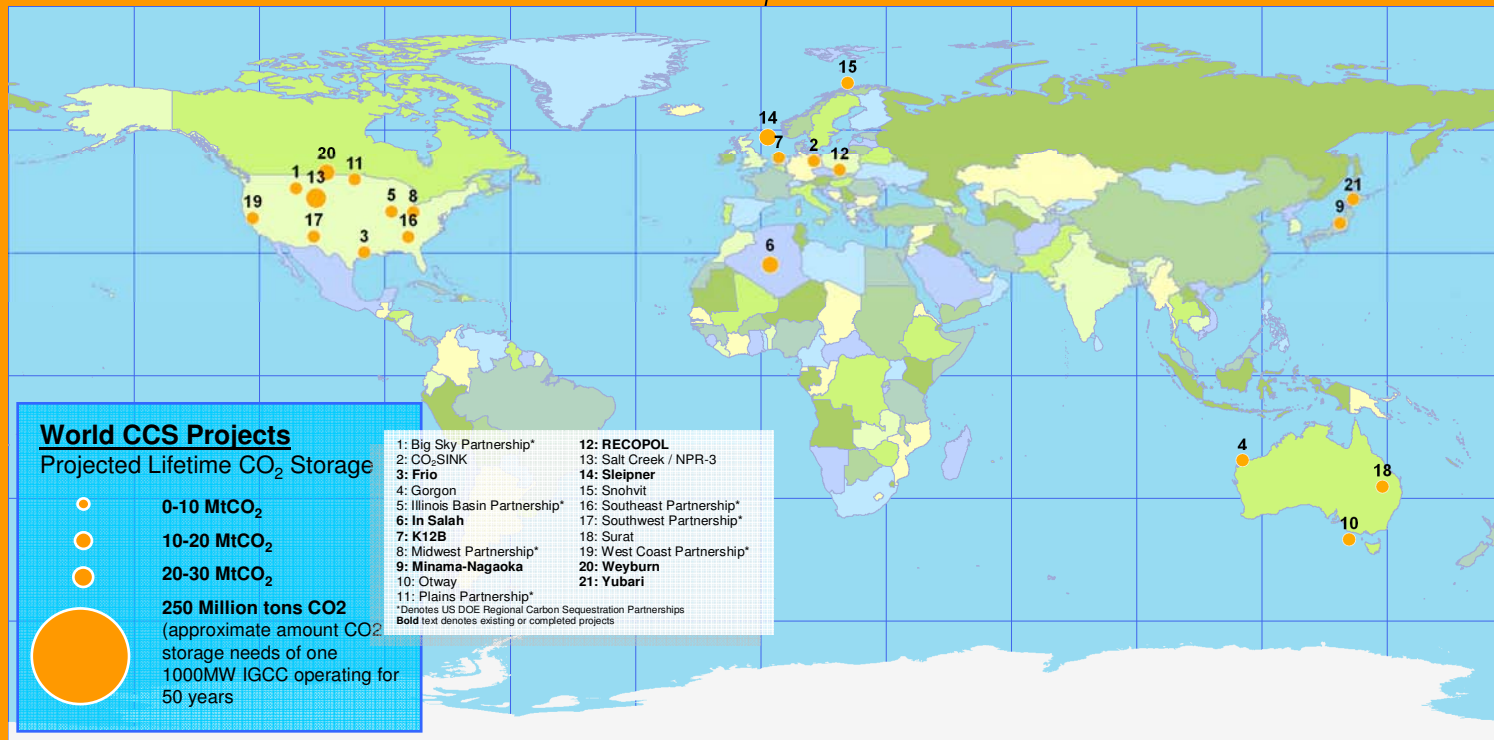 15
14
7
2
12
20
11
1
13
19
5
8
17
16
3
21
9
6
4
18
10
World CCS Projects
Projected Lifetime CO₂ Storage
0-10 MtCO₂
10-20 MtCO₂
20-30 MtCO₂
250 Million tons CO2
(approximate amount CO2
storage needs of one
1000MW IGCC operating for
50 years
1: Big Sky Partnership*
2: CO₂SINK
3: Frio
4: Gorgon
5: Illinois Basin Partnership*
6: In Salah
7: K12B
8: Midwest Partnership*
9: Minama-Nagaoka
10: Otway
11: Plains Partnership*
12: RECOPOL
13: Salt Creek / NPR-3
14: Sleipner
15: Snohvit
16: Southeast Partnership*
17: Southwest Partnership*
18: Surat
19: West Coast Partnership*
20: Weyburn
21: Yubari
*Denotes US DOE Regional Carbon Sequestration Partnerships
Bold text denotes existing or completed projects